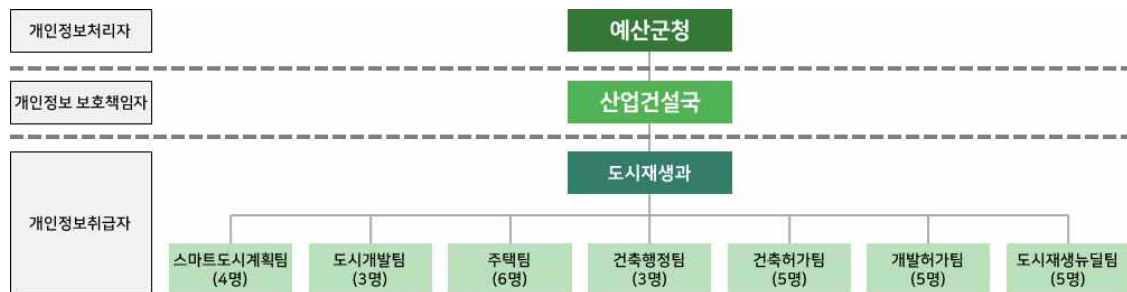 개인정보처리자
예산군청
개인정보 보호책임자
산업건설국
개인정보취급자
도시재생과
스마트도시계획팀
(4명)
도시개발팀
(3명)
주택팀
(6명)
건축행정팀
(3명)
건축허가팀
(5명)
개발허가팀
(5명)
도시재생뉴딜팀
(5명)